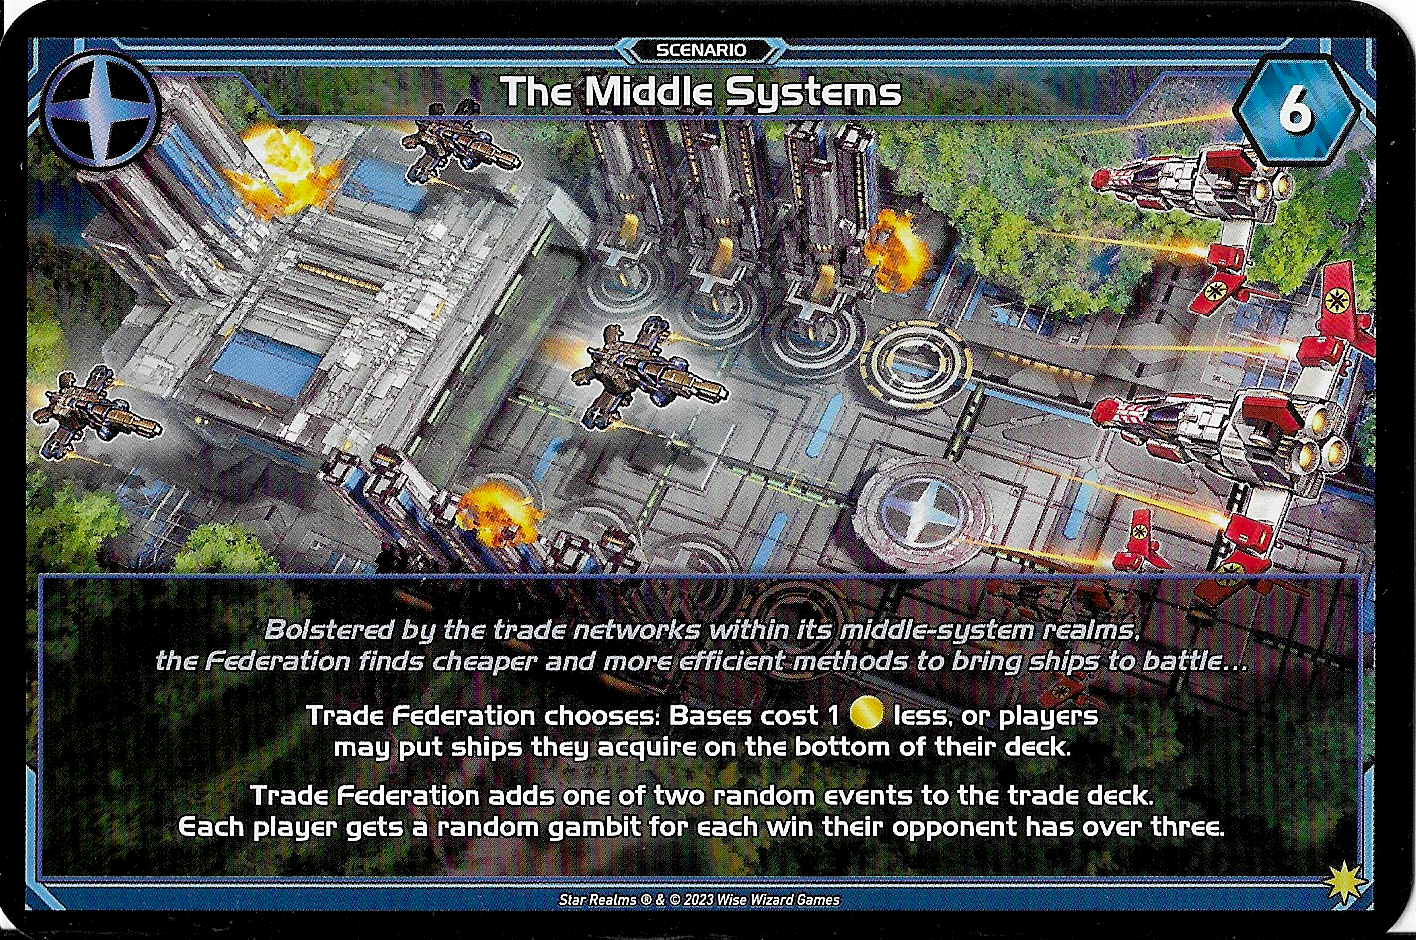 SCENARIO
The Middle Systems
6
Bolstered by the trade networks within its middle-system realms,
the Federation finds cheaper and more efficient methods to bring ships to battle...
Trade Federation chooses: Bases cost 1 less, or players
may put ships they acquire on the bottom of their deck.
Trade Federation adds one of two random events to the trade deck.
Each player gets a random gambit for each win their opponent has over three.
Star Realms ® & © 2023 Wise Wizard Games